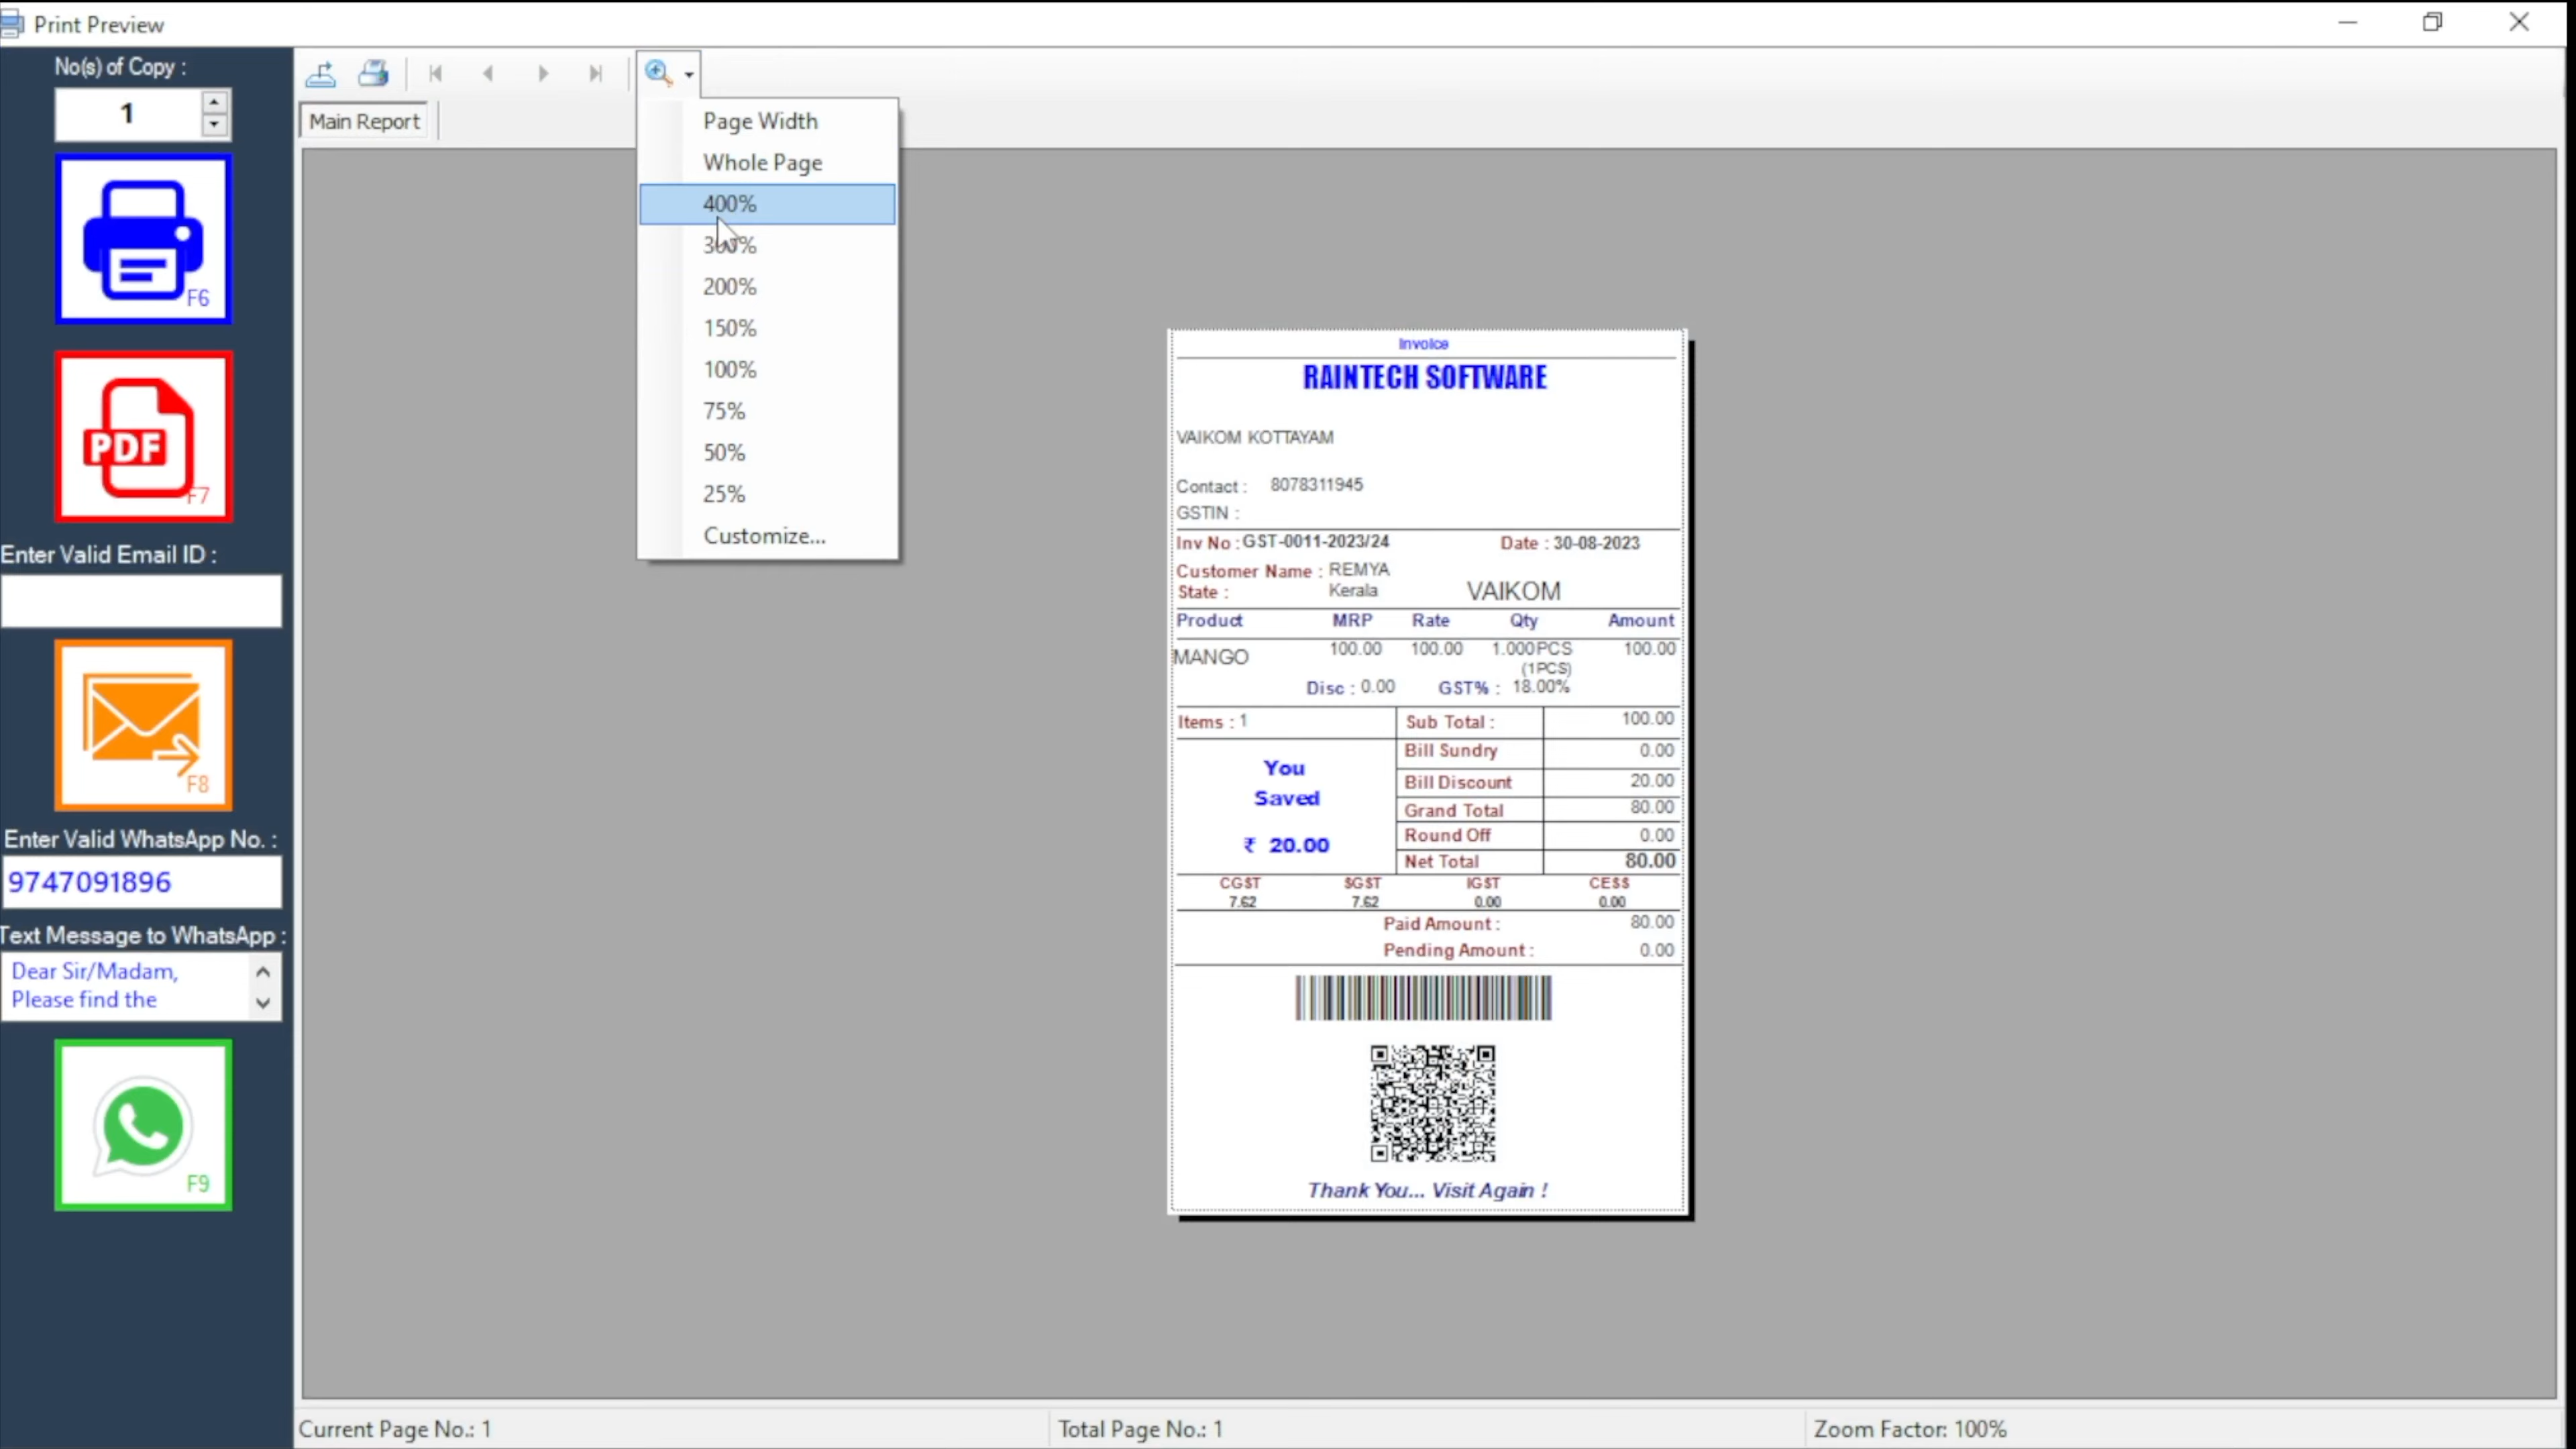 Print Preview
No(s) of Copy :
1
F6
PDF
F7
Enter Valid Email ID :
F8
Enter Valid WhatsApp No. :
9747091896
Text Message to WhatsApp :
Dear Sir/Madam,
Please find the
F9
Main Report
Page Width
Whole Page
400%
300%
200%
150%
100%
75%
50%
25%
Customize...
Invoice
RAINTECH SOFTWARE
VAIKOM KOTTAYAM
Contact : 8078311945
GSTIN :
Inv No : GST-0011-2023/24 Date : 30-08-2023
Customer Name : REMYA
State : Kerala VAIKOM
Product MRP Rate Qty Amount
MANGO 100.00 100.00 1.000PCS 100.00
(1PCS)
Disc : 0.00 GST% : 18.00%
Items : 1 Sub Total : 100.00
Bill Sundry 0.00
You
Saved
₹ 20.00
Bill Discount 20.00
Grand Total 80.00
Round Off 0.00
Net Total 80.00
CGST SGST IGST CESS
7.62 7.62 0.00 0.00
Paid Amount : 80.00
Pending Amount : 0.00
Thank You... Visit Again !
Current Page No.: 1 Total Page No.: 1 Zoom Factor: 100%